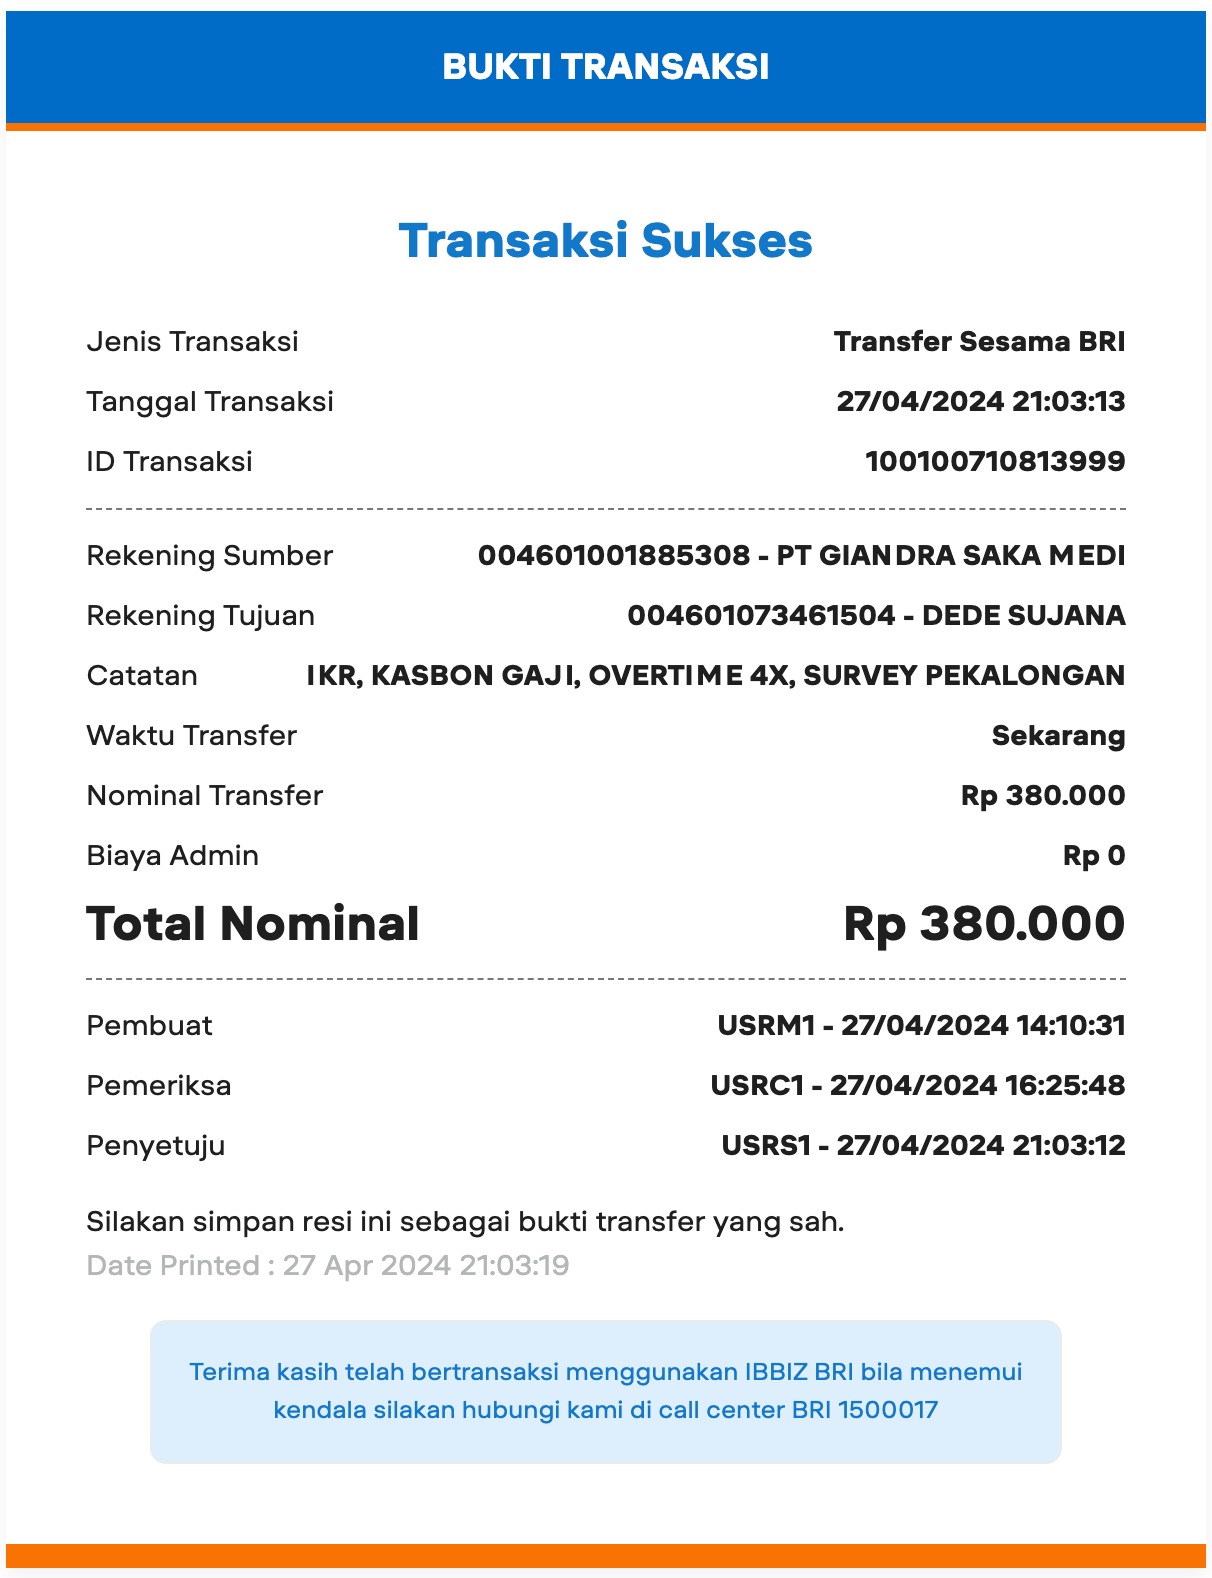 BUKTI TRANSAKSI
Transaksi Sukses
Jenis Transaksi Transfer Sesama BRI
Tanggal Transaksi 27/04/2024 21:03:13
ID Transaksi 100100710813999
Rekening Sumber 004601001885308 - PT GIANDRA SAKA MEDI
Rekening Tujuan 004601073461504 - DEDE SUJANA
Catatan IKR, KASBON GAJI, OVERTIME 4X, SURVEY PEKALONGAN
Waktu Transfer Sekarang
Nominal Transfer Rp 380.000
Biaya Admin Rp 0
Total Nominal Rp 380.000
Pembuat USRM1 - 27/04/2024 14:10:31
Pemeriksa USRC1 - 27/04/2024 16:25:48
Penyetuju USRS1 - 27/04/2024 21:03:12
Silakan simpan resi ini sebagai bukti transfer yang sah.
Date Printed : 27 Apr 2024 21:03:19
Terima kasih telah bertransaksi menggunakan IBBIZ BRI bila menemui
kendala silakan hubungi kami di call center BRI 1500017